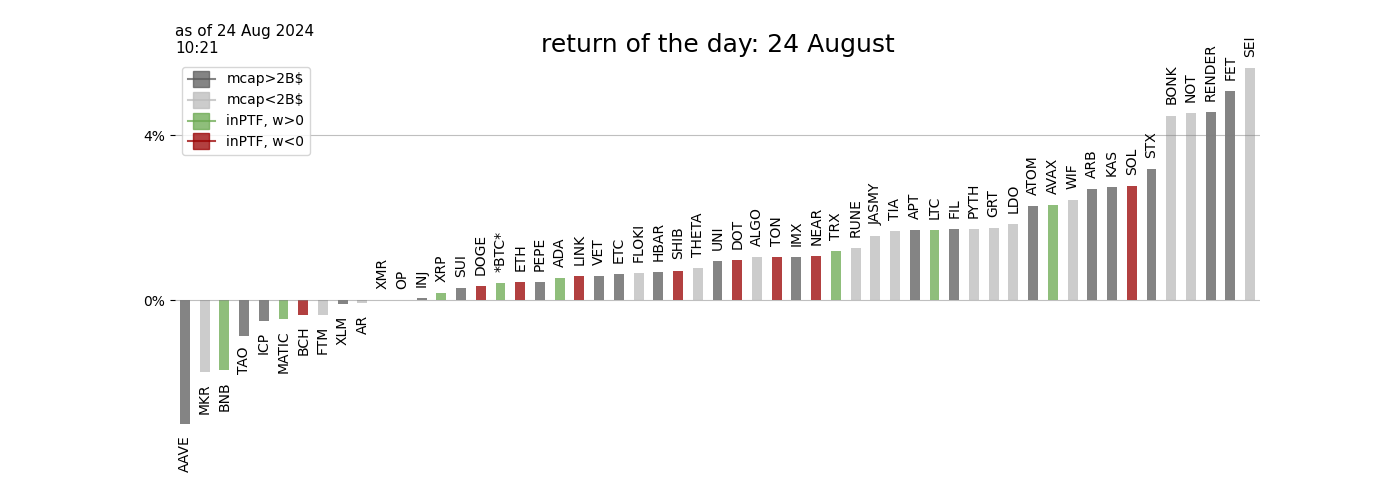 as of 24 Aug 2024
10:21
return of the day: 24 August
mcap>2B$
mcap<2B$
inPTF, w>0
inPTF, w<0
4%
0%
AAVE
MKR
BNB
TAO
ICP
MATIC
BCH
FTM
XLM
AR
XMR
OP
INJ
XRP
SUI
DOGE
*BTC*
ETH
PEPE
ADA
LINK
VET
ETC
FLOKI
HBAR
SHIB
THETA
UNI
DOT
ALGO
TON
IMX
NEAR
TRX
RUNE
JASMY
TIA
APT
LTC
FIL
PYTH
GRT
LDO
ATOM
AVAX
WIF
ARB
KAS
SOL
STX
BONK
NOT
RENDER
FET
SEI